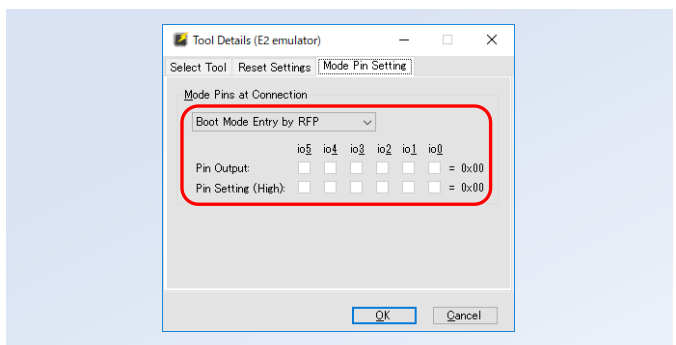 Tool Details (E2 emulator)
Select Tool Reset Settings Mode Pin Setting
Mode Pins at Connection
Boot Mode Entry by RFP
io5 io4 io3 io2 io1 io0
Pin Output: = 0x00
Pin Setting (High): = 0x00
OK Cancel